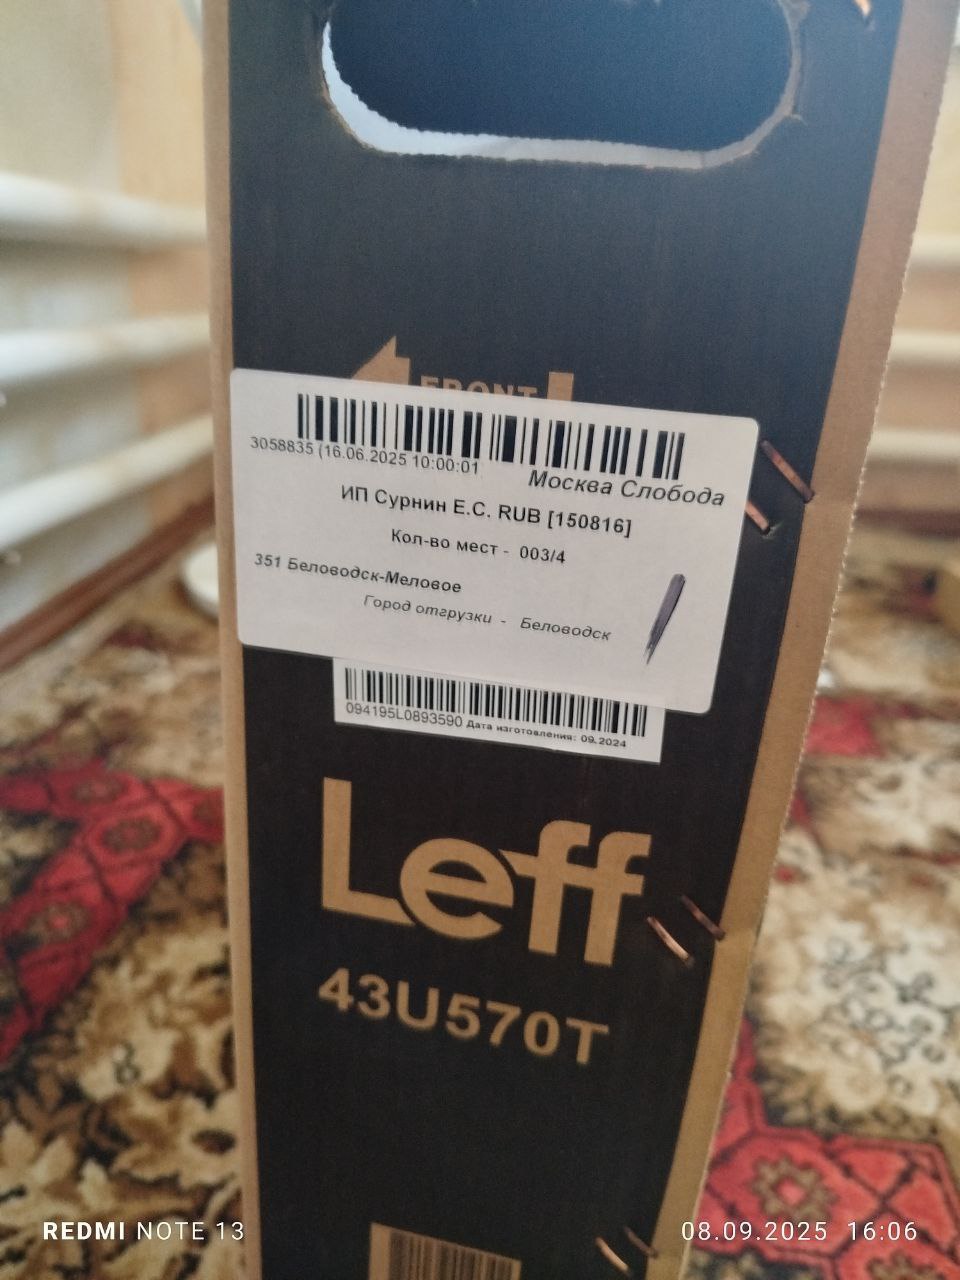 FRONT
3058835 (16.06.2025 10:00:01
Москва Слобода
ИП Сурнин Е.С. RUB [150816]
Кол-во мест - 003/4
351 Беловодск-Меловое
Город отгрузки - Беловодск
094195L0893590 Дата изготовления: 09.2024
Leff
43U570T
REDMI NOTE 13
08.09.2025 16:06